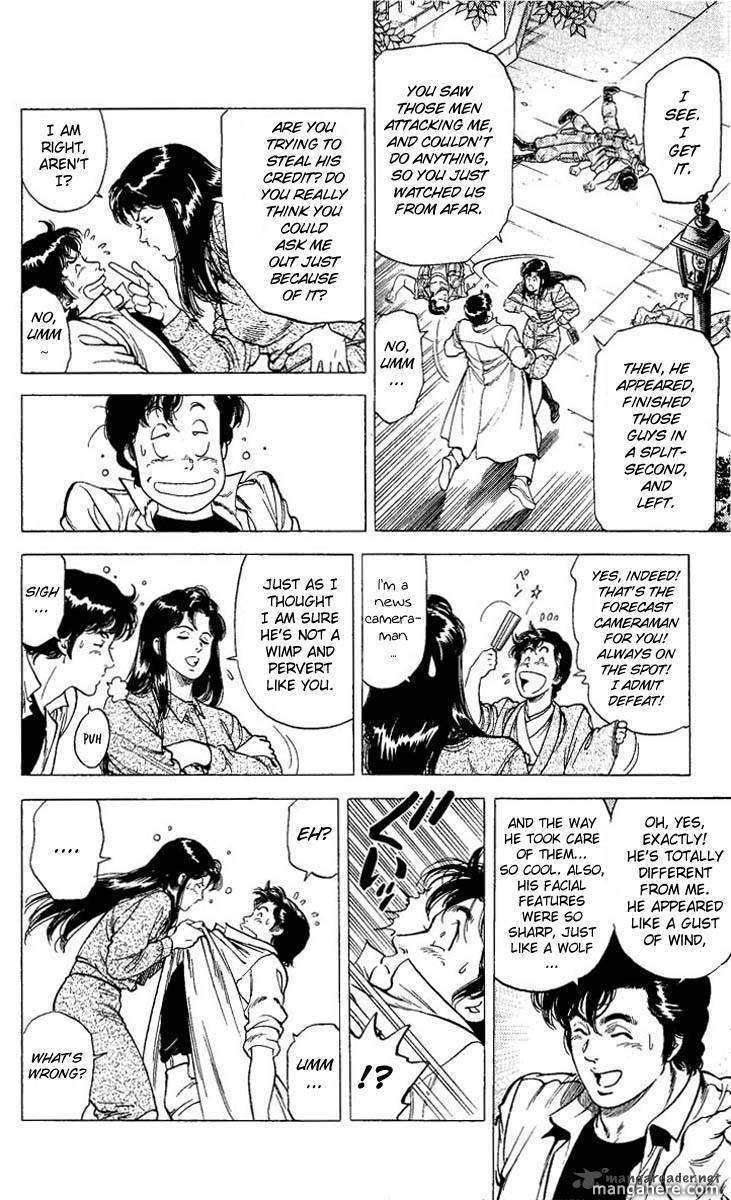 I
SEE.
I
GET
IT.
YOU SAW
THOSE MEN
ATTACKING ME,
AND COULDN'T
DO ANYTHING,
SO YOU JUST
WATCHED US
FROM AFAR.
THEN, HE
APPEARED,
FINISHED
THOSE
GUYS IN
A SPLIT-
SECOND,
AND
LEFT.
NO,
UMM
...
ARE YOU
TRYING TO
STEAL HIS
CREDIT? DO
YOU REALLY
THINK YOU
COULD
ASK ME
OUT JUST
BECAUSE
OF IT?
I AM
RIGHT,
AREN'T
I?
NO,
UMM
~
YES, INDEED!
THAT'S THE
FORECAST
CAMERAMAN
FOR YOU!
ALWAYS
ON THE
SPOT!
I ADMIT
DEFEAT!
ペン☆
I'm a
news
camera-
man
...
JUST AS I
THOUGHT
I AM SURE
HE'S NOT A
WIMP AND
PERVERT
LIKE YOU.
SIGH
...
PUH
OH, YES,
EXACTLY!
HE'S TOTALLY
DIFFERENT
FROM ME.
HE APPEARED
LIKE A GUST
OF WIND,
AND THE WAY
HE TOOK CARE
OF THEM...
SO COOL. ALSO,
HIS FACIAL
FEATURES
WERE SO
SHARP, JUST
LIKE A WOLF
...
ぐいっ
!?
EH?
....
UMM
...
WHAT'S
WRONG?
mangareader.net
mangahere.com